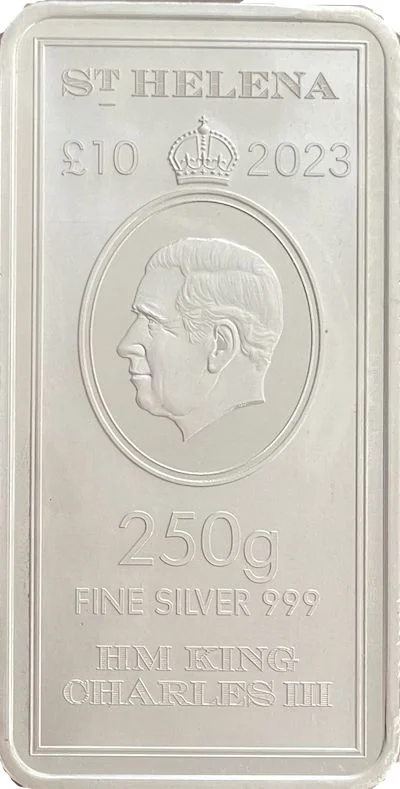 ST HELENA
£10 2023
250g
FINE SILVER 999
HM KING
CHARLES III